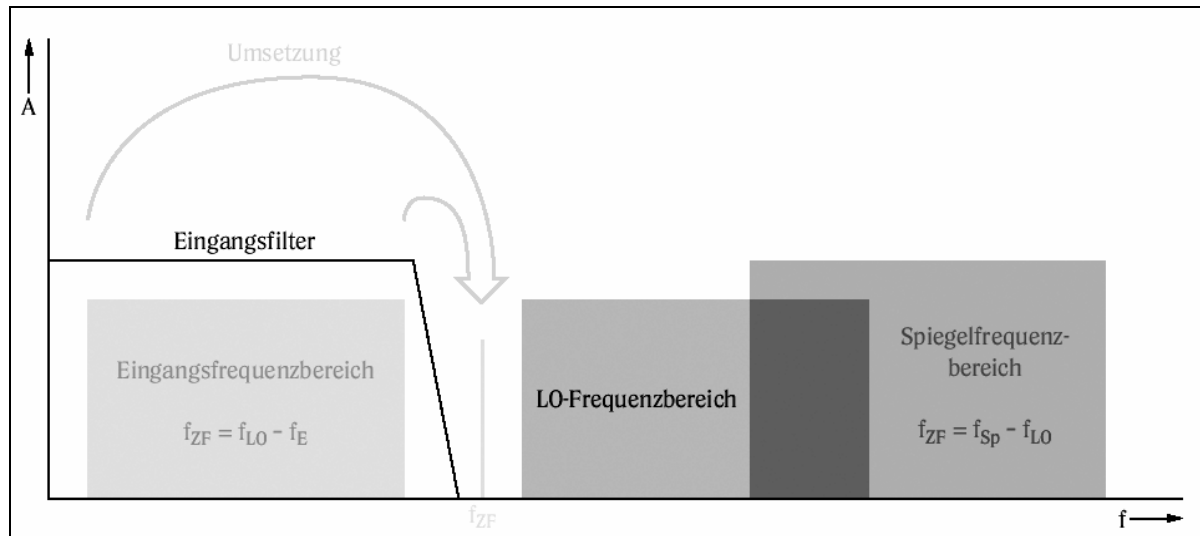 Umsetzung
A
Eingangsfilter
Eingangsfrequenzbereich
f_ZF = f_LO - f_E
LO-Frequenzbereich
Spiegelfrequenz-
bereich
f_ZF = f_Sp - f_LO
f_ZF
f